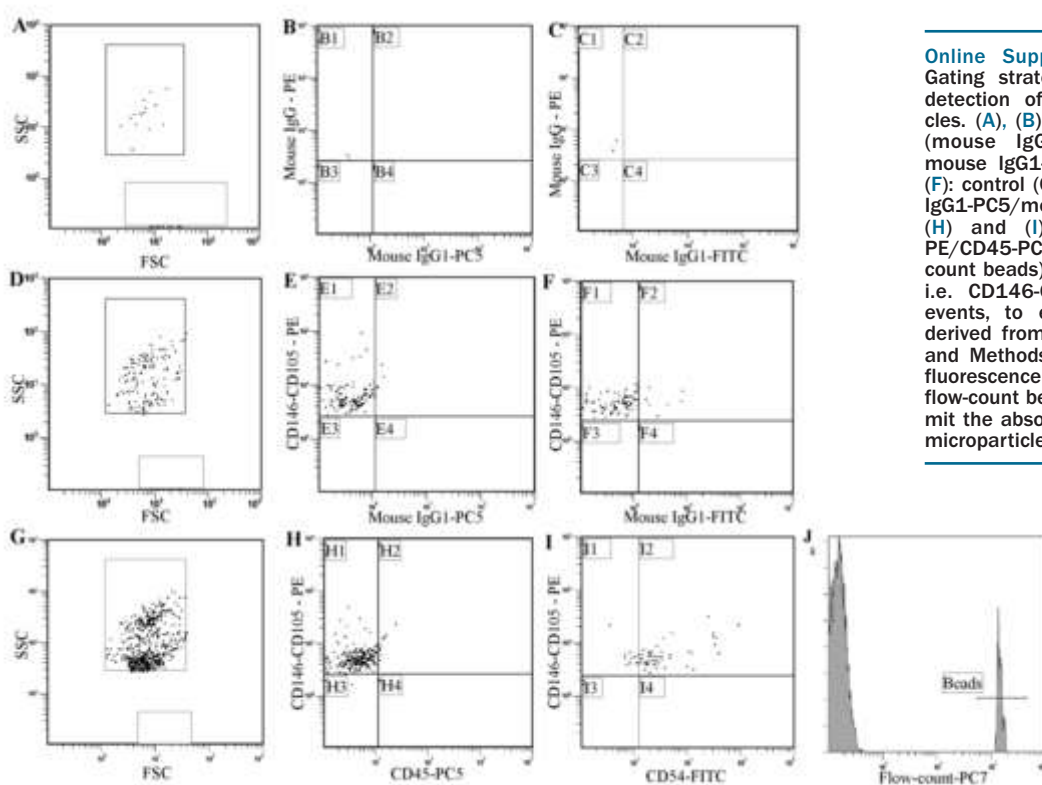 A
SSC
FSC
B
B1
B2
B3
B4
Mouse IgG - PE
Mouse IgG1-PC5
C
C1
C2
C3
C4
Mouse IgG - PE
Mouse IgG1-FITC
D
SSC
FSC
E
E1
E2
E3
E4
CD146-CD105 - PE
Mouse IgG1-PC5
F
F1
F2
F3
F4
CD146-CD105 - PE
Mouse IgG1-FITC
G
SSC
FSC
H
H1
H2
H3
H4
CD146-CD105 - PE
CD45-PC5
I
I1
I2
I3
I4
CD146-CD105 - PE
CD54-FITC
J
Beads
Flow-count-PC7
Online Supp
Gating strate
detection of
cles. (A), (B)
(mouse IgG
mouse IgG1-
(F): control (
IgG1-PC5/mo
(H) and (I)
PE/CD45-PC
count beads)
i.e. CD146-
events, to
derived from
and Methods
fluorescence
flow-count be
mit the abso
microparticle